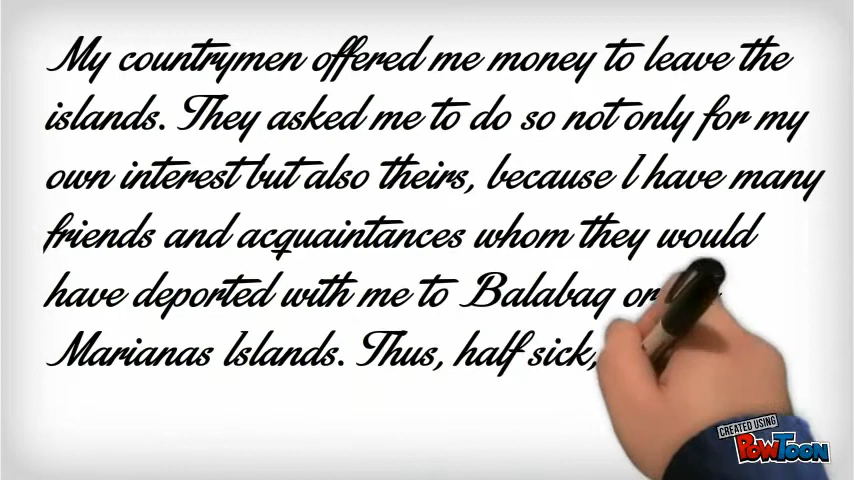 My countrymen offered me money to leave the
islands. They asked me to do so not only for my
own interest but also theirs, because I have many
friends and acquaintances whom they would
have deported with me to Balabag or
Marianas Islands. Thus, half sick,
CREATED USING
POWTOON